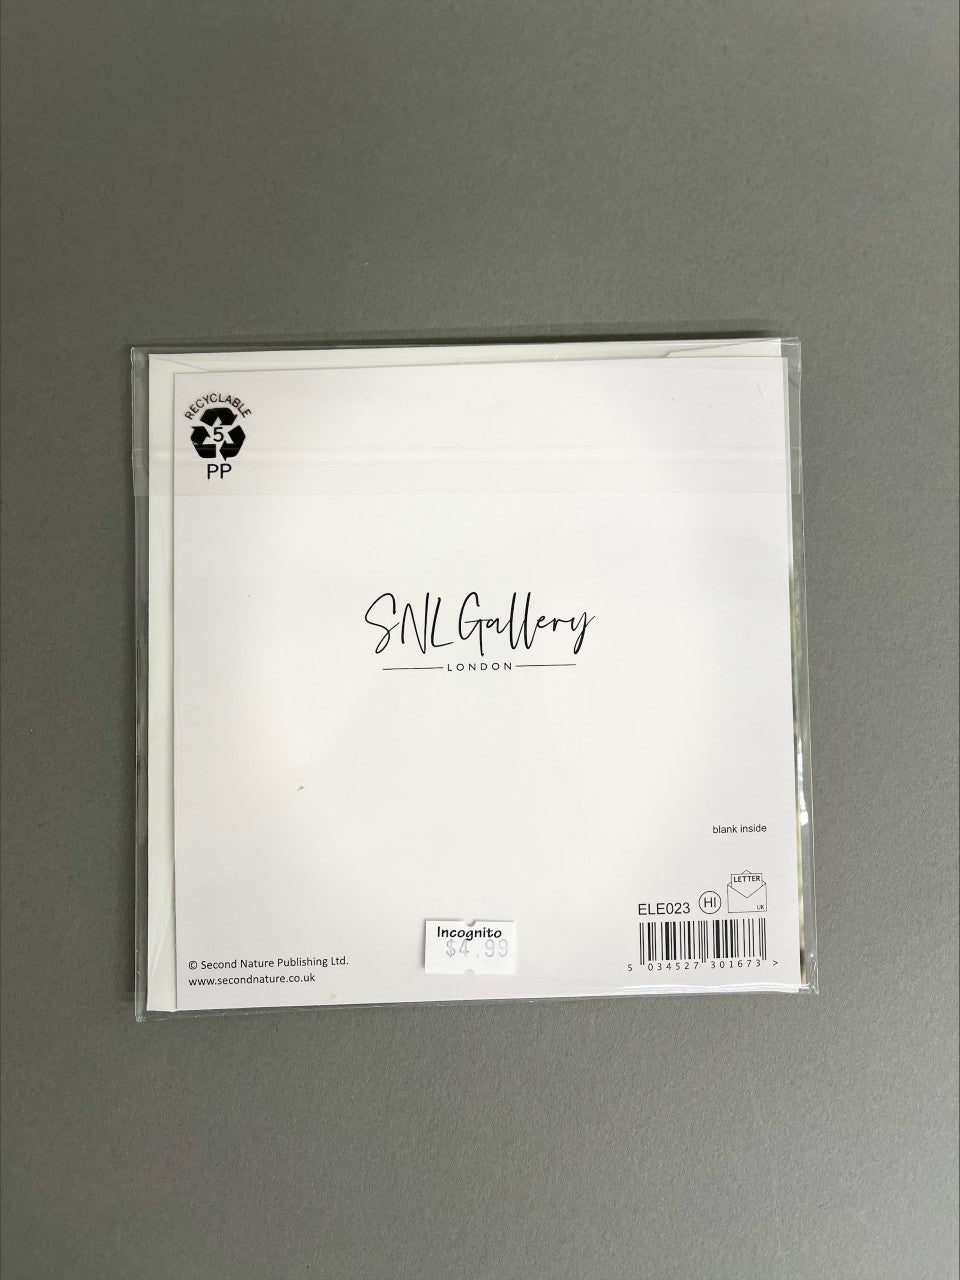 RECYCLABLE
5
PP
SNL Gallery
LONDON
blank inside
LETTER
UK
ELE023 HI
Incognito
$4.99
5 034527 301673 >
© Second Nature Publishing Ltd.
www.secondnature.co.uk